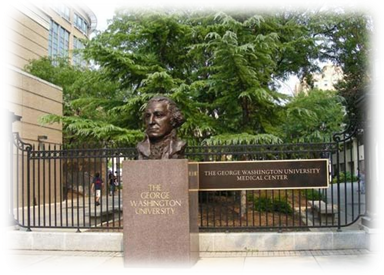 THE
GEORGE
WASHINGTON
UNIVERSITY
THE GEORGE WASHINGTON UNIVERSITY
MEDICAL CENTER